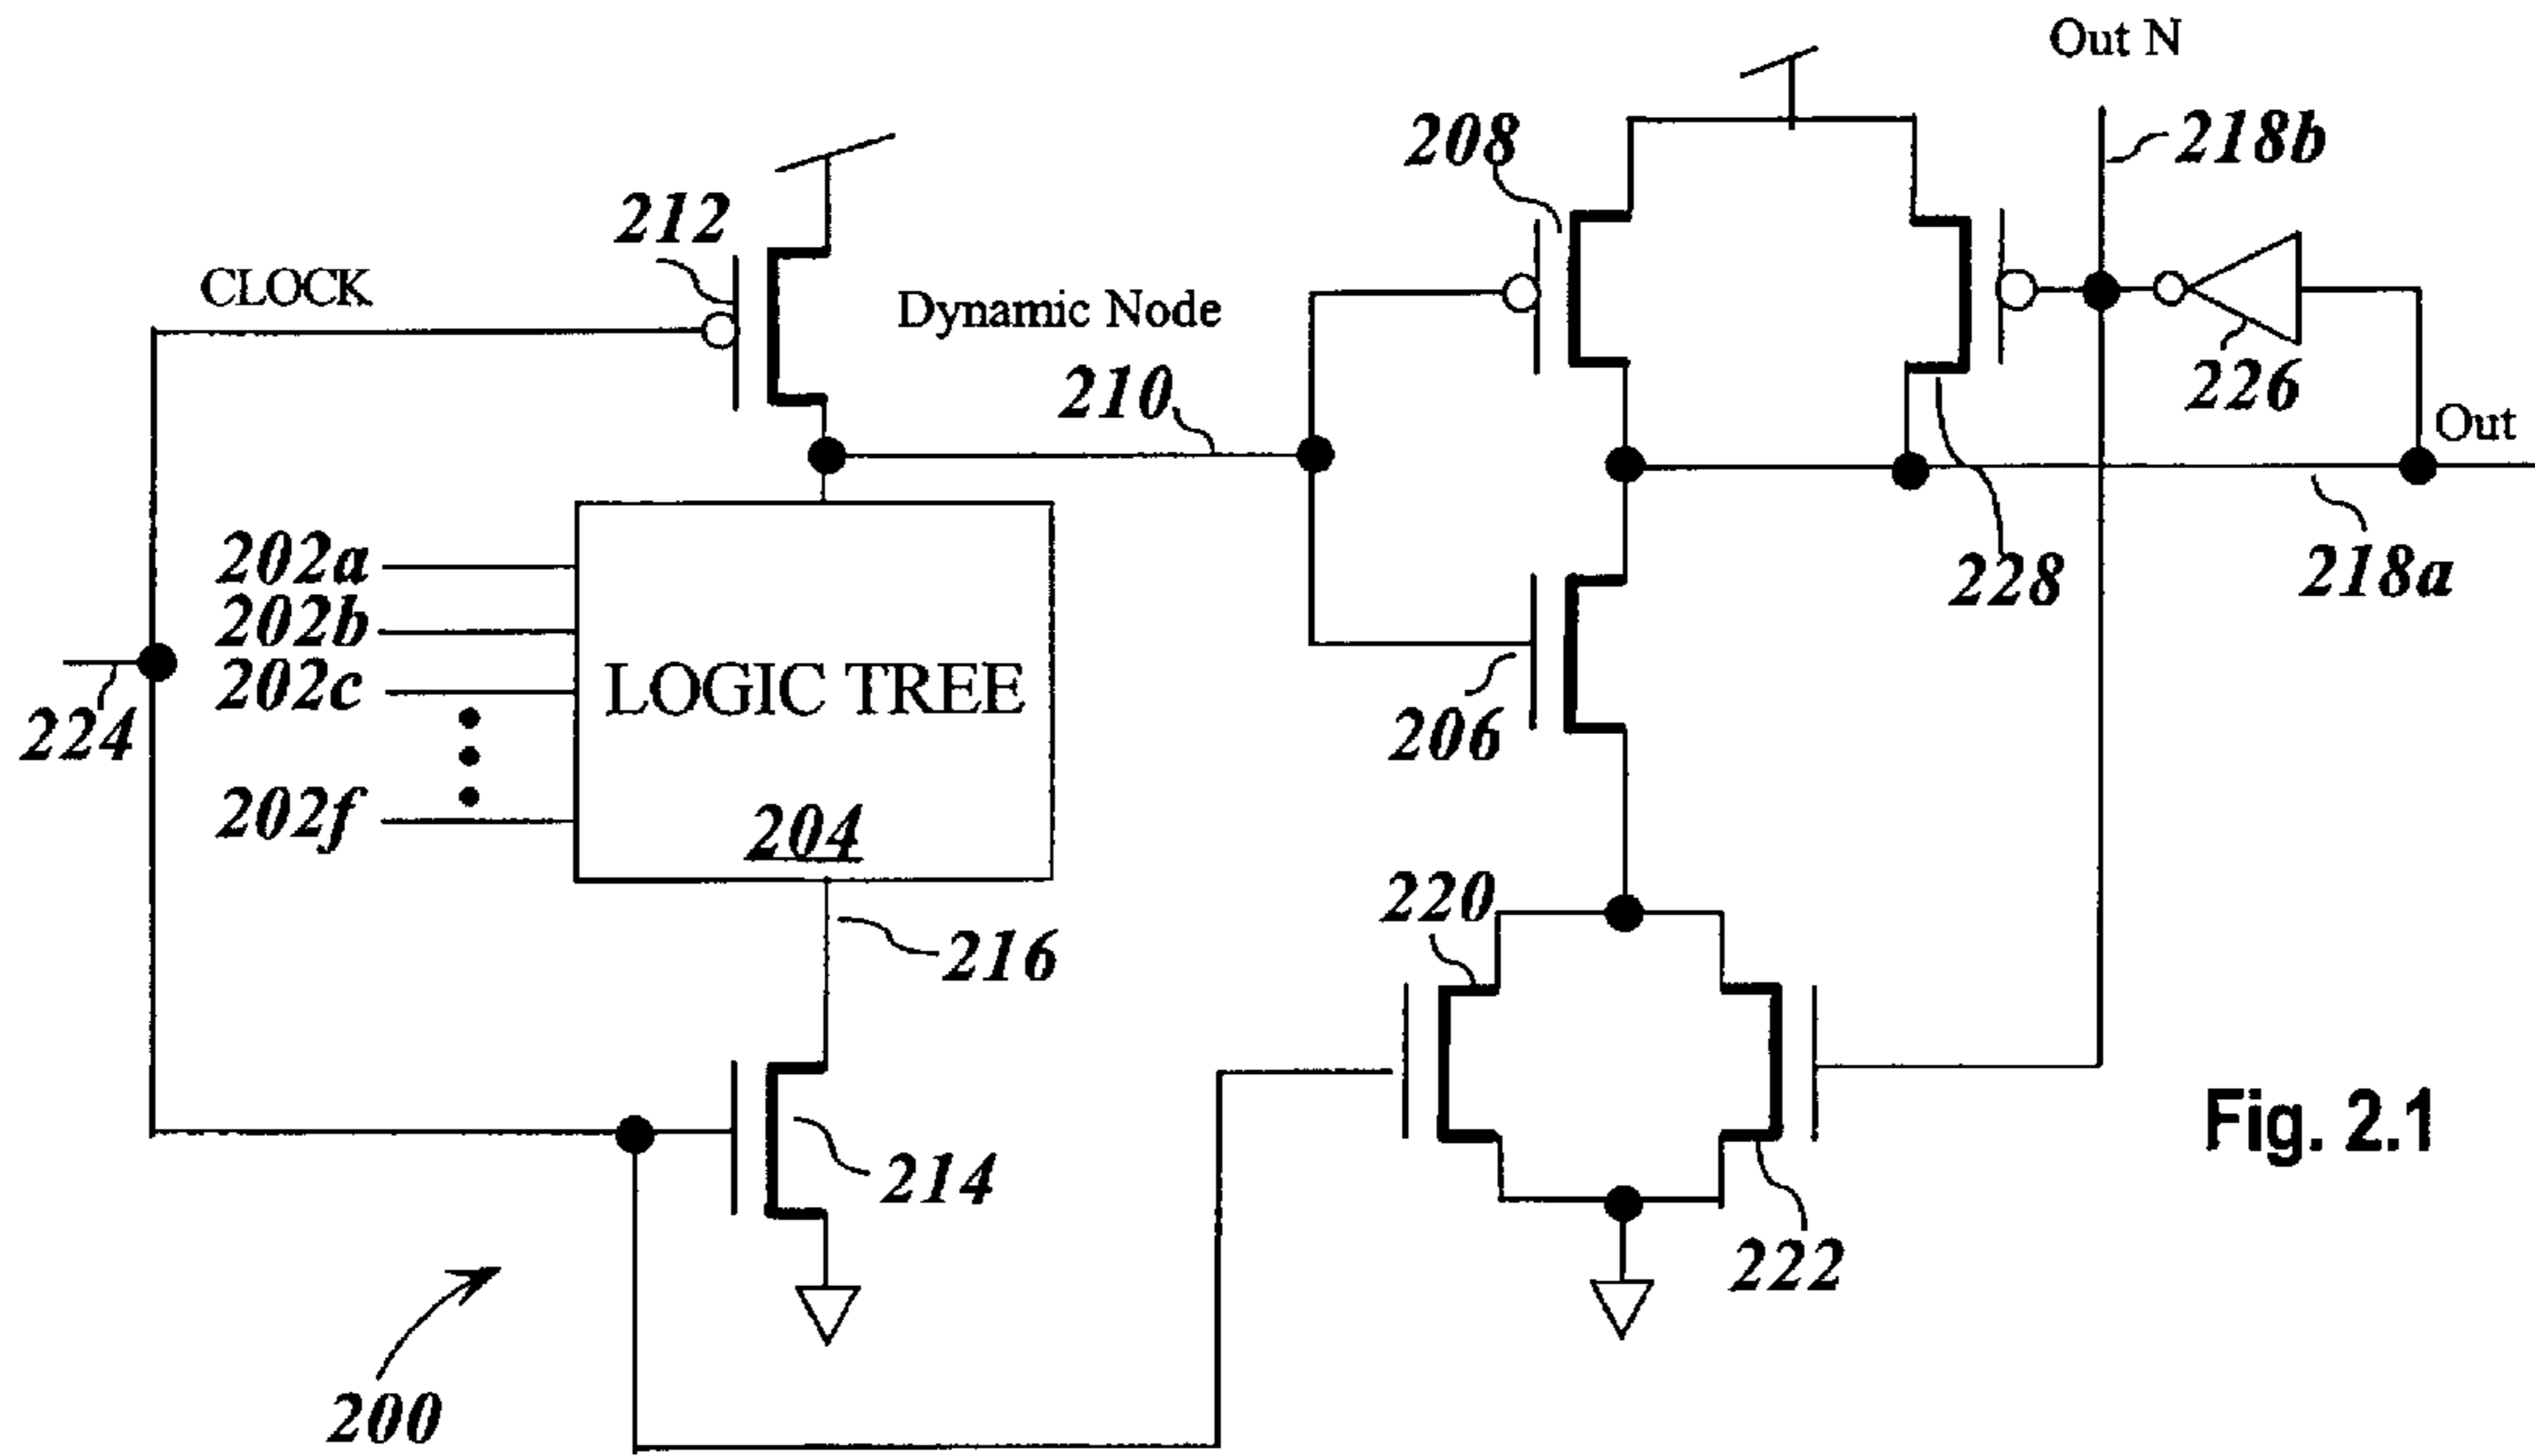 Out N
208
218b
212
CLOCK
Dynamic Node
210
226
Out
202a
202b
202c
202f
224
LOGIC TREE
204
206
228
218a
220
216
214
222
Fig. 2.1
200